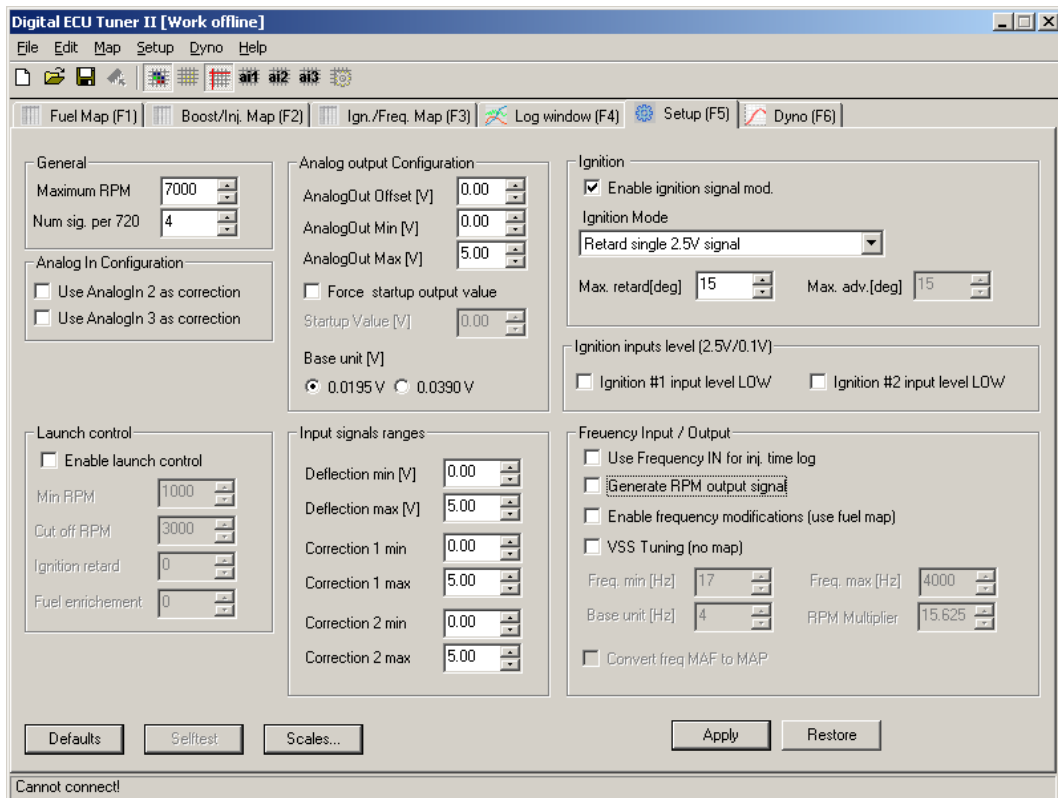 Digital ECU Tuner II [Work offline]
File Edit Map Setup Dyno Help
ai1 ai2 ai3
Fuel Map (F1) Boost/Inj. Map (F2) Ign./Freq. Map (F3) Log window (F4) Setup (F5) Dyno (F6)
General
Maximum RPM 7000
Num sig. per 720 4
Analog In Configuration
Use AnalogIn 2 as correction
Use AnalogIn 3 as correction
Analog output Configuration
AnalogOut Offset [V] 0.00
AnalogOut Min [V] 0.00
AnalogOut Max [V] 5.00
Force startup output value
Startup Value [V] 0.00
Base unit [V]
0.0195 V 0.0390 V
Ignition
Enable ignition signal mod.
Ignition Mode
Retard single 2.5V signal
Max. retard[deg] 15 Max. adv.[deg] 15
Ignition inputs level (2.5V/0.1V)
Ignition #1 input level LOW Ignition #2 input level LOW
Launch control
Enable launch control
Min RPM 1000
Cut off RPM 3000
Ignition retard 0
Fuel enrichement 0
Input signals ranges
Deflection min [V] 0.00
Deflection max [V] 5.00
Correction 1 min 0.00
Correction 1 max 5.00
Correction 2 min 0.00
Correction 2 max 5.00
Freuency Input / Output
Use Frequency IN for inj. time log
Generate RPM output signal
Enable frequency modifications (use fuel map)
VSS Tuning (no map)
Freq. min [Hz] 17 Freq. max [Hz] 4000
Base unit [Hz] 4 RPM Multiplier 15.625
Convert freq MAF to MAP
Defaults Selftest Scales... Apply Restore
Cannot connect!